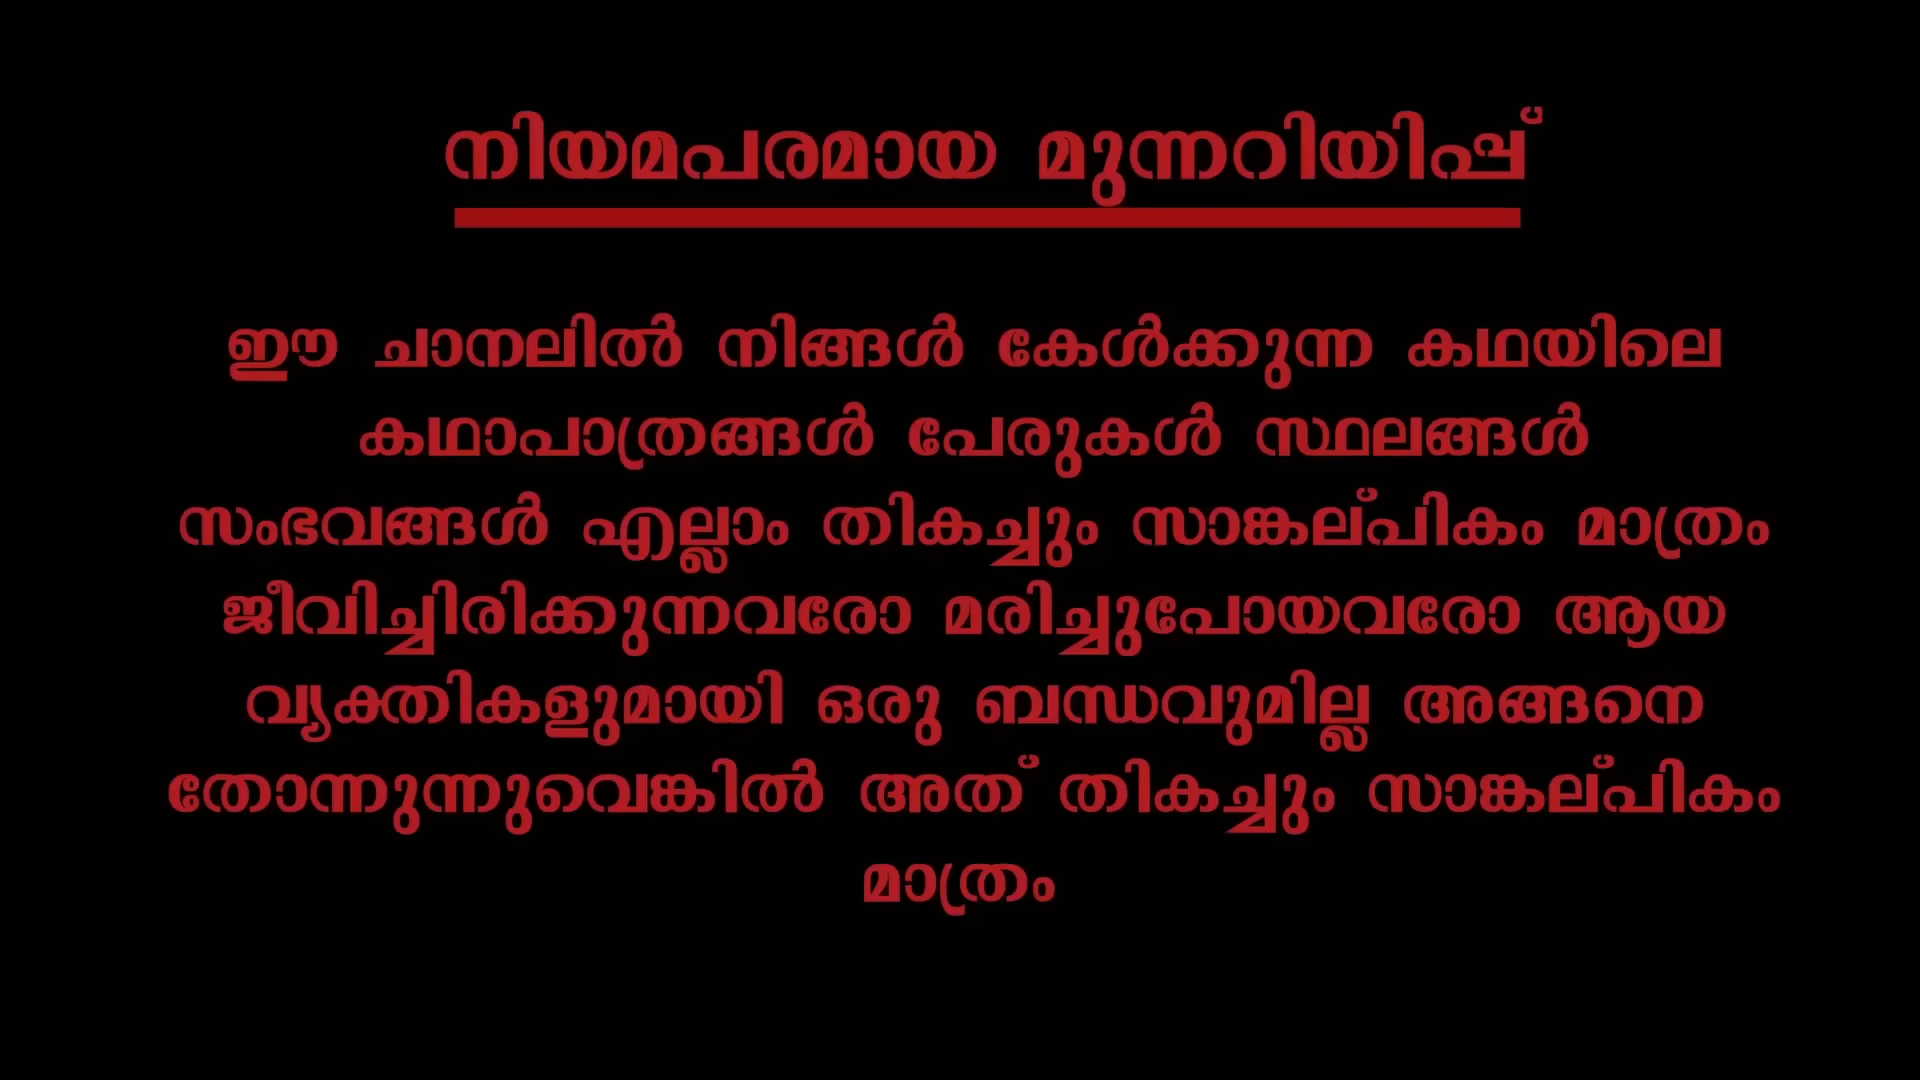 നിയമപരമായ മുന്നറിയിപ്പ്
ഈ ചാനലിൽ നിങ്ങൾ കേൾക്കുന്ന കഥയിലെ
കഥാപാത്രങ്ങൾ പേരുകൾ സ്ഥലങ്ങൾ
സംഭവങ്ങൾ എല്ലാം തികച്ചും സാങ്കല്പികം മാത്രം
ജീവിച്ചിരിക്കുന്നവരോ മരിച്ചുപോയവരോ ആയ
വ്യക്തികളുമായി ഒരു ബന്ധവുമില്ല അങ്ങനെ
തോന്നുന്നുവെങ്കിൽ അത് തികച്ചും സാങ്കല്പികം
മാത്രം